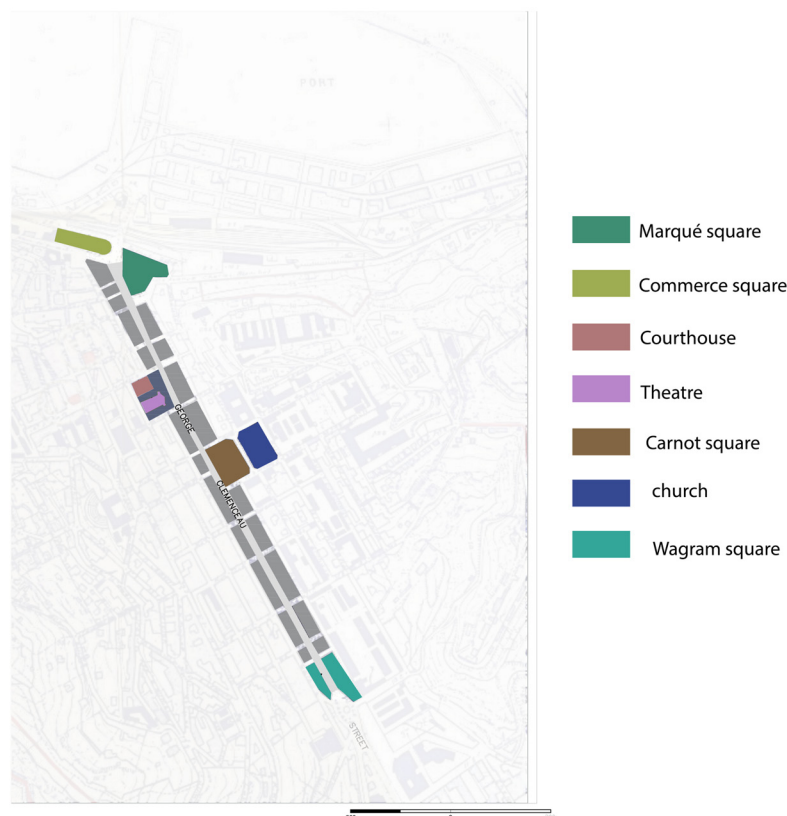 PORT
Marqué square
Commerce square
Courthouse
Theatre
GEORGE
Carnot square
CLEMENCEAU
church
Wagram square
STREET